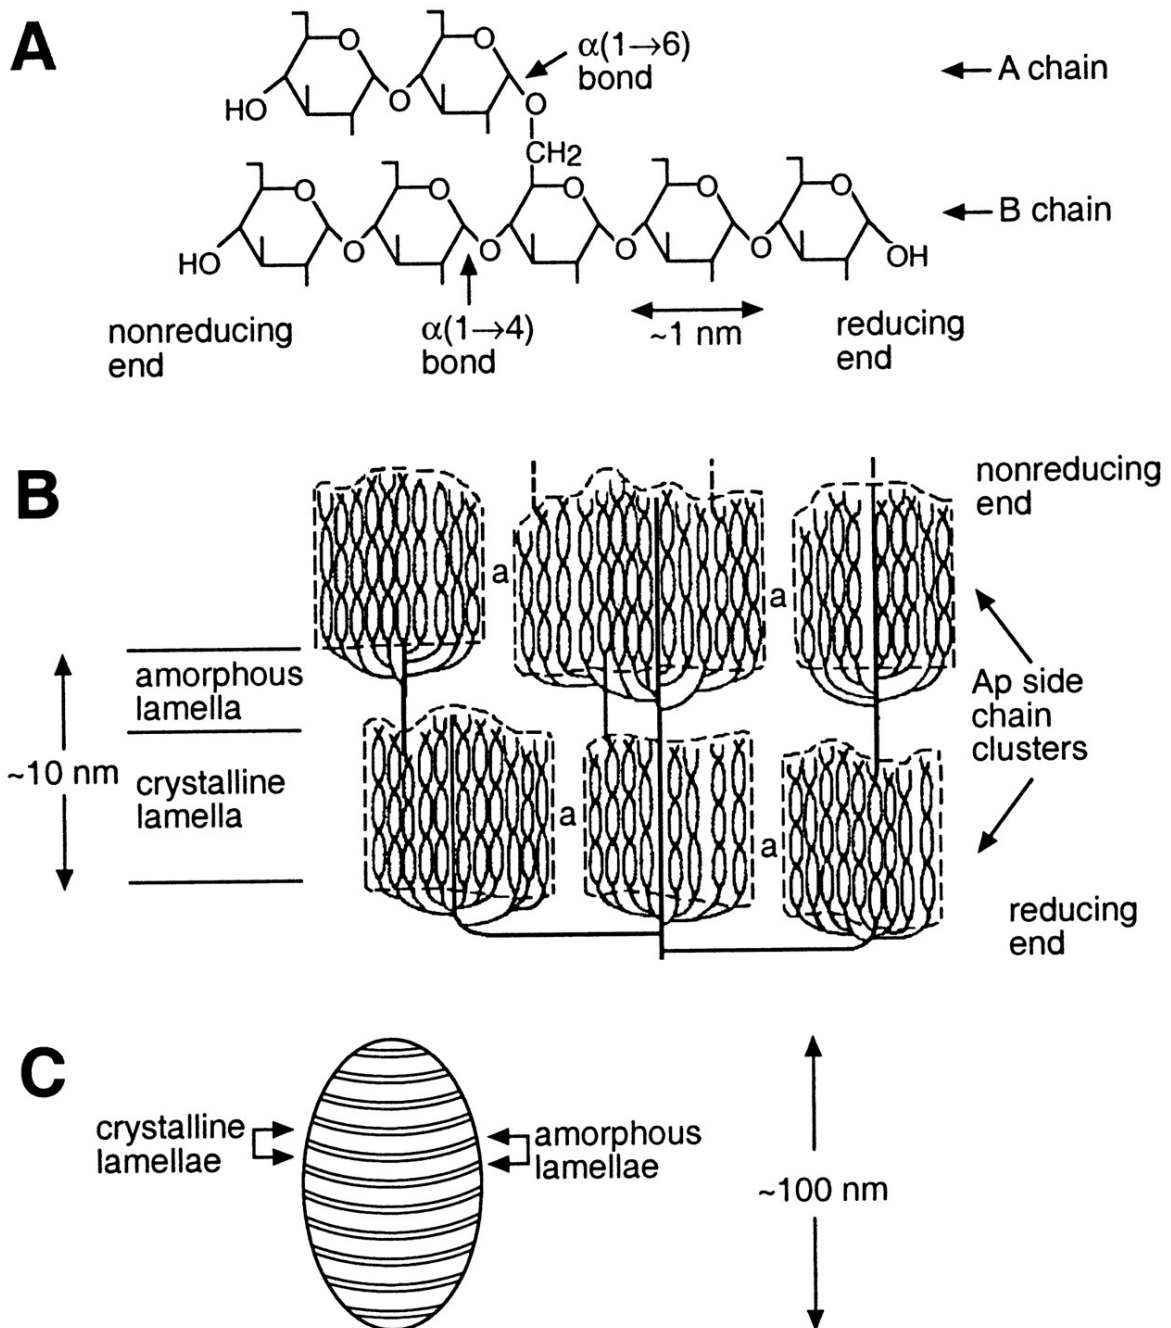 A
O
O
α(1→6)
bond
A chain
HO
O
O
CH2
O
O
O
O
O
B chain
HO
O
O
O
O
OH
nonreducing
end
α(1→4)
bond
~1 nm
reducing
end
B
nonreducing
end
a
a
amorphous
lamella
Ap side
chain
clusters
~10 nm
crystalline
lamella
a
a
reducing
end
C
crystalline
lamellae
amorphous
lamellae
~100 nm